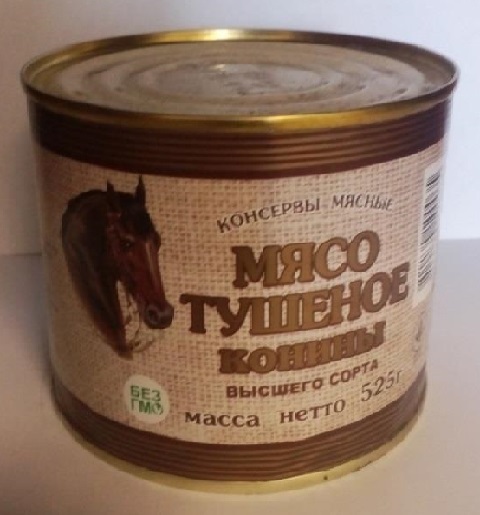 КОНСЕРВЫ МЯСНЫЕ
МЯСО
ТУШЕНОЕ
КОНИНЫ
ВЫСШЕГО СОРТА
БЕЗ
ГМО
масса нетто 525г